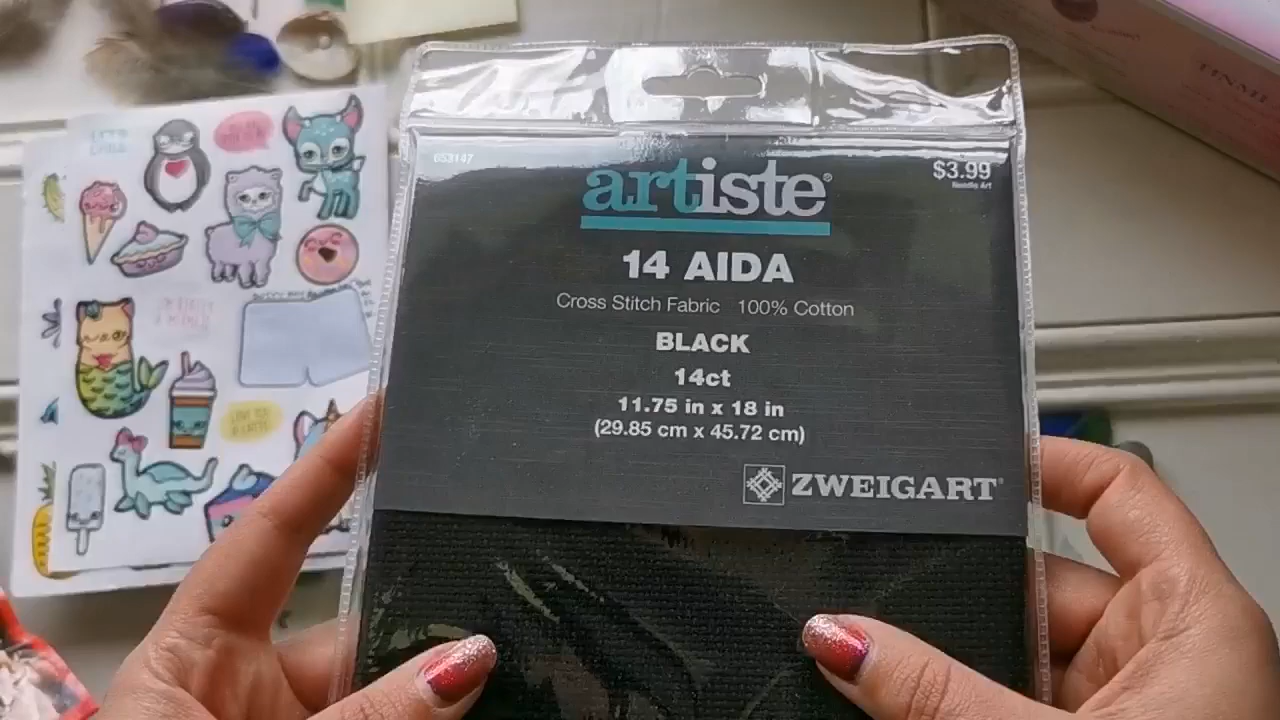 653147
artiste®
$3.99
Needle Art
14 AIDA
Cross Stitch Fabric 100% Cotton
BLACK
14ct
11.75 in x 18 in
(29.85 cm x 45.72 cm)
ZWEIGART®